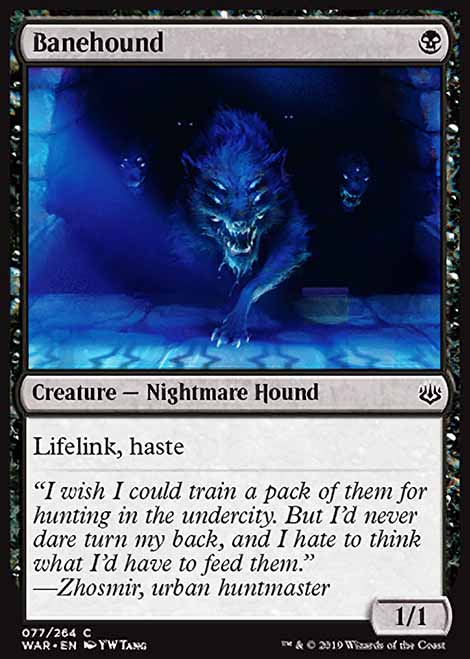 Banehound
Creature — Nightmare Hound
Lifelink, haste
“I wish I could train a pack of them for
hunting in the undercity. But I’d never
dare turn my back, and I hate to think
what I’d have to feed them.”
—Zhosmir, urban huntmaster
1/1
077/264 C
WAR • EN YW Tang
™ & © 2019 Wizards of the Coast